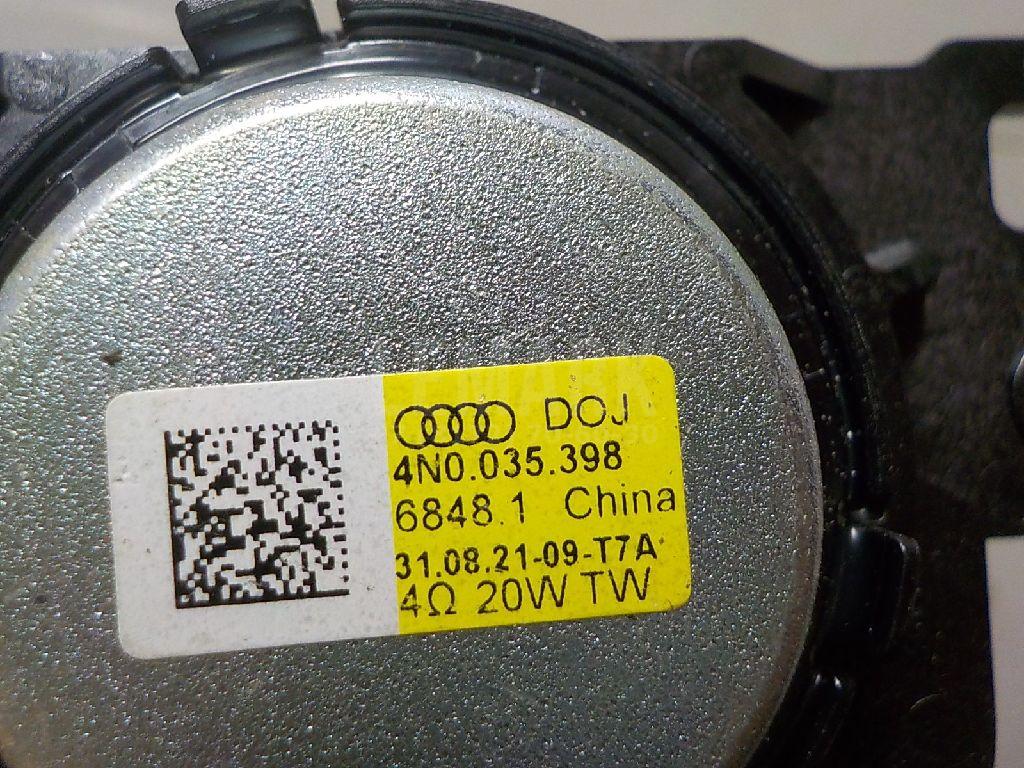 DOJ
4N0.035.398
6848.1 China
31.08.21-09-T7A
4Ω 20W TW